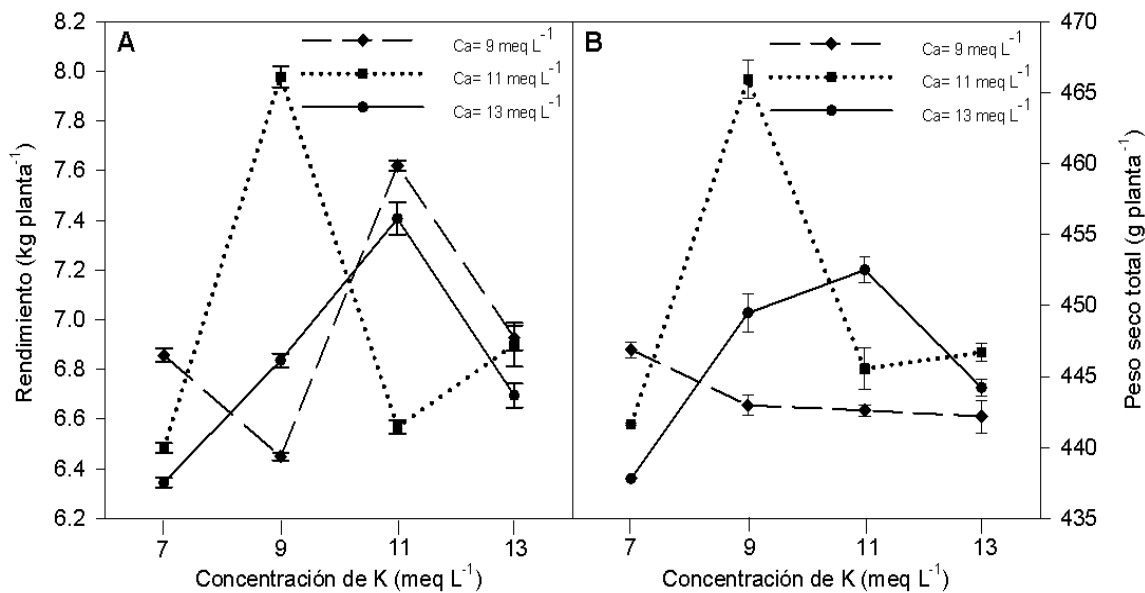 Rendimiento (kg planta⁻¹)
8.2
8.0
7.8
7.6
7.4
7.2
7.0
6.8
6.6
6.4
6.2
A
Ca= 9 meq L⁻¹
Ca= 11 meq L⁻¹
Ca= 13 meq L⁻¹
7 9 11 13
Concentración de K (meq L⁻¹)
B
Ca= 9 meq L⁻¹
Ca= 11 meq L⁻¹
Ca= 13 meq L⁻¹
7 9 11 13
Concentración de K (meq L⁻¹)
470
465
460
455
450
445
440
435
Peso seco total (g planta⁻¹)